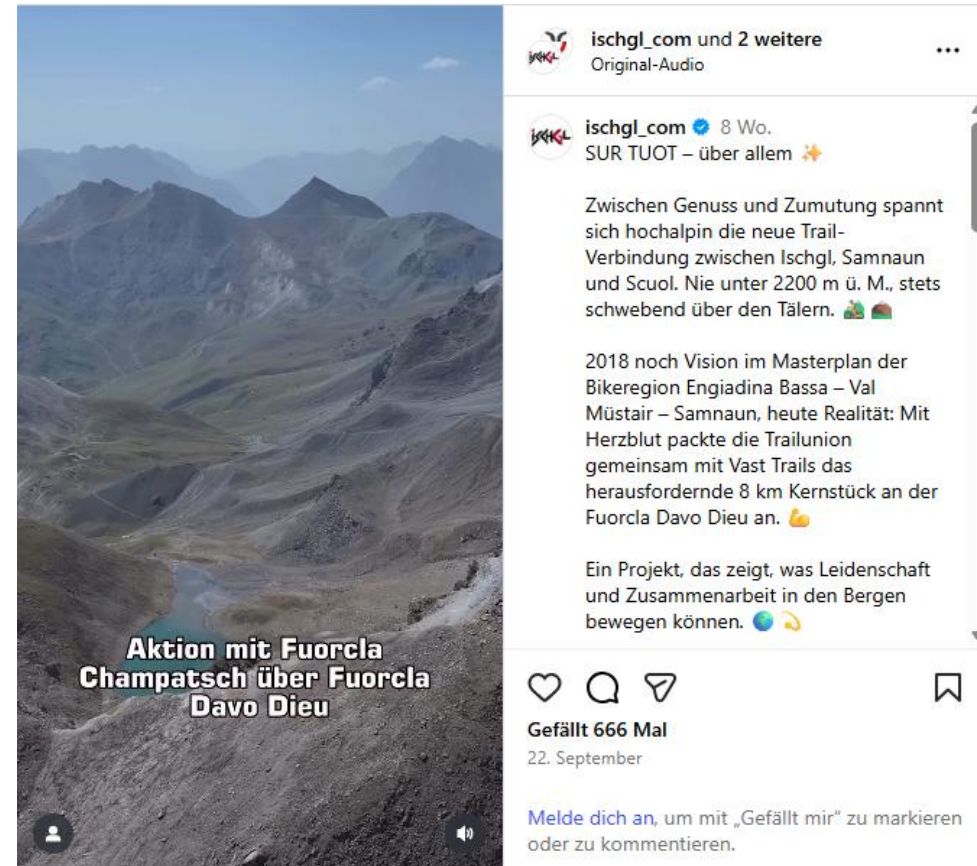 Aktion mit Fuorcla
Champatsch über Fuorcla
Davo Dieu
ISCHGL
ischgl_com und 2 weitere
Original-Audio
ISCHGL
ischgl_com 8 Wo.
SUR TUOT – über allem ✨
Zwischen Genuss und Zumutung spannt
sich hochalpin die neue Trail-
Verbindung zwischen Ischgl, Samnaun
und Scuol. Nie unter 2200 m ü. M., stets
schwebend über den Tälern. 🚵 ⛰️
2018 noch Vision im Masterplan der
Bikeregion Engiadina Bassa – Val
Müstair – Samnaun, heute Realität: Mit
Herzblut packte die Trailunion
gemeinsam mit Vast Trails das
herausfordernde 8 km Kernstück an der
Fuorcla Davo Dieu an. 💪
Ein Projekt, das zeigt, was Leidenschaft
und Zusammenarbeit in den Bergen
bewegen können. 🌍 💫
Gefällt 666 Mal
22. September
Melde dich an, um mit „Gefällt mir“ zu markieren
oder zu kommentieren.